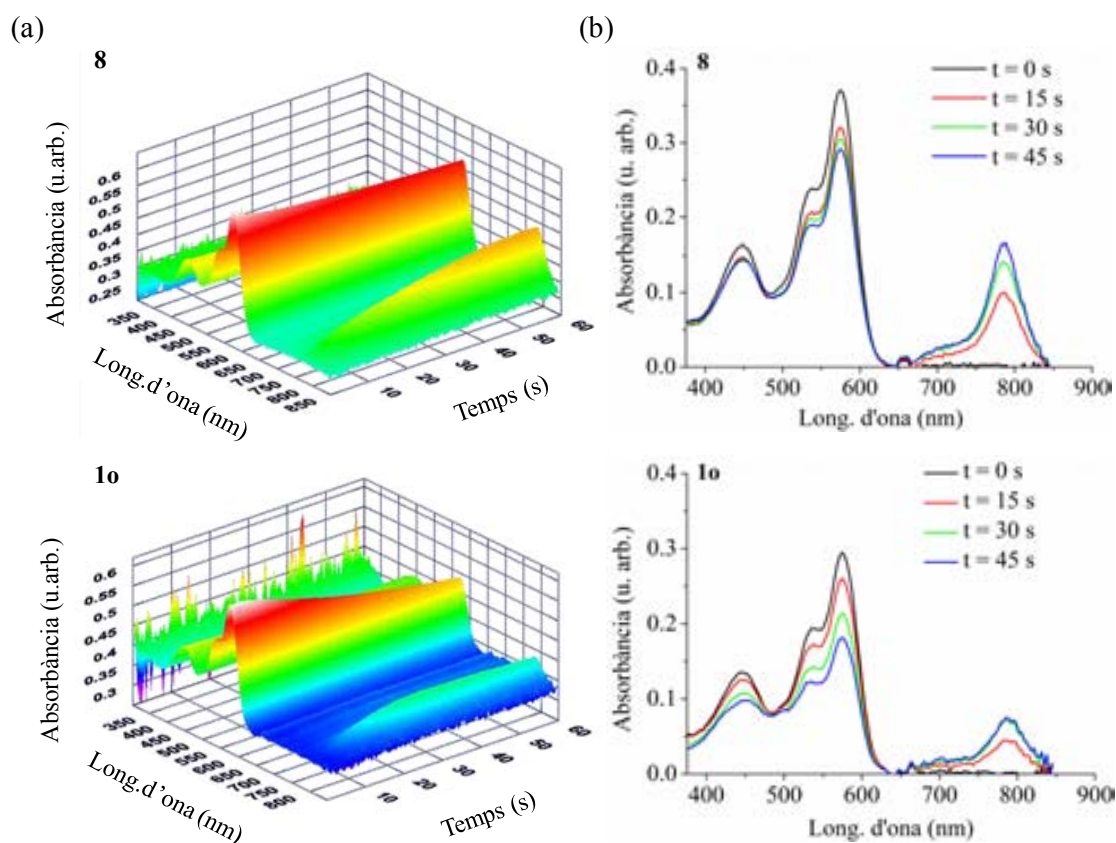 (a)
8
Absorbància (u.arb.)
0.6
0.55
0.5
0.45
0.4
0.35
0.3
0.25
350
400
450
500
550
600
650
700
750
800
850
Long.d'ona (nm)
10
20
30
40
50
60
Temps (s)
(b)
8
t = 0 s
t = 15 s
t = 30 s
t = 45 s
Absorbància (u. arb.)
0.4
0.3
0.2
0.1
0.0
400 500 600 700 800 900
Long. d'ona (nm)
1o
Absorbància (u.arb.)
0.6
0.55
0.5
0.45
0.4
0.35
0.3
350
400
450
500
550
600
650
700
750
800
Long.d'ona (nm)
10
20
30
40
50
60
Temps (s)
1o
t = 0 s
t = 15 s
t = 30 s
t = 45 s
Absorbància (u. arb.)
0.4
0.3
0.2
0.1
0.0
400 500 600 700 800 900
Long. d'ona (nm)